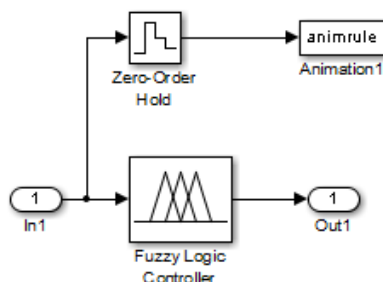 animrule
Zero-Order
Hold
Animation1
1
In1
Fuzzy Logic
Controller
1
Out1